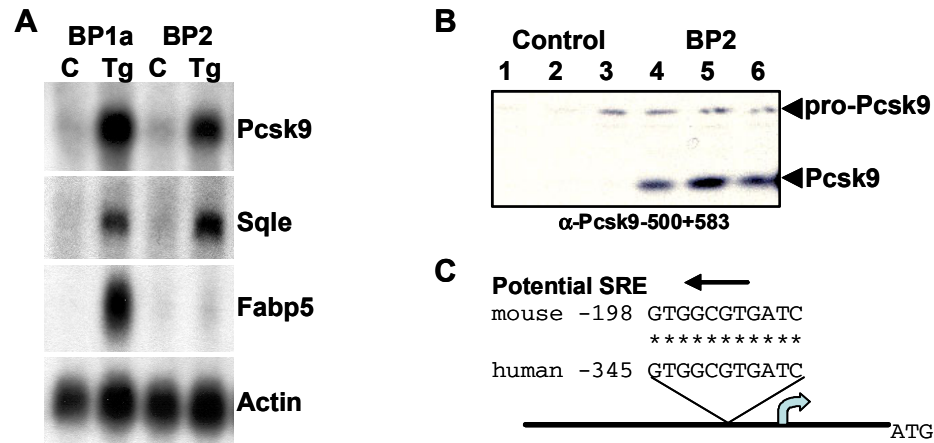 A
BP1a BP2
C Tg C Tg
Pcsk9
Sqle
Fabp5
Actin
B
Control BP2
1 2 3 4 5 6
pro-Pcsk9
Pcsk9
α-Pcsk9-500+583
C
Potential SRE
mouse -198 GTGGCGTGATC
***********
human -345 GTGGCGTGATC
ATG